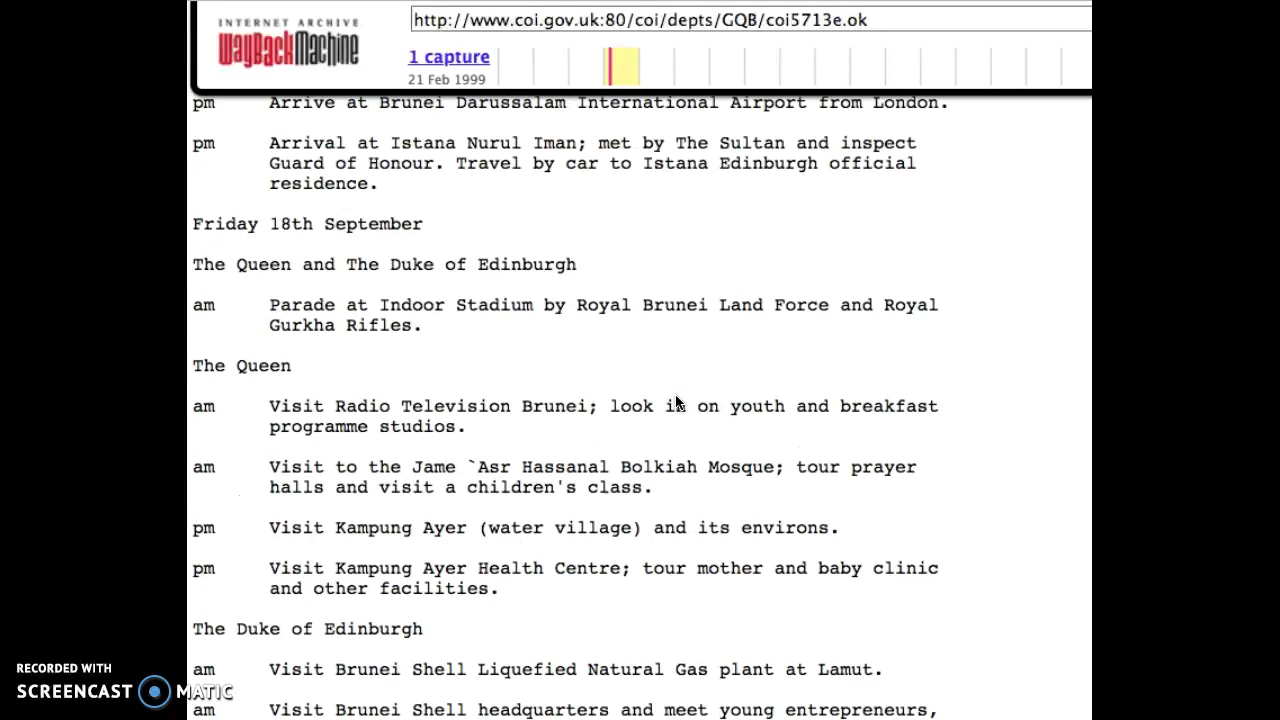 INTERNET ARCHIVE
WayBackMachine
http://www.coi.gov.uk:80/coi/depts/GQB/coi5713e.ok
1 capture
21 Feb 1999
pm Arrive at Brunei Darussalam International Airport from London.
pm Arrival at Istana Nurul Iman; met by The Sultan and inspect
Guard of Honour. Travel by car to Istana Edinburgh official
residence.
Friday 18th September
The Queen and The Duke of Edinburgh
am Parade at Indoor Stadium by Royal Brunei Land Force and Royal
Gurkha Rifles.
The Queen
am Visit Radio Television Brunei; look in on youth and breakfast
programme studios.
am Visit to the Jame `Asr Hassanal Bolkiah Mosque; tour prayer
halls and visit a children's class.
pm Visit Kampung Ayer (water village) and its environs.
pm Visit Kampung Ayer Health Centre; tour mother and baby clinic
and other facilities.
The Duke of Edinburgh
am Visit Brunei Shell Liquefied Natural Gas plant at Lamut.
am Visit Brunei Shell headquarters and meet young entrepreneurs,
RECORDED WITH
SCREENCAST MATIC